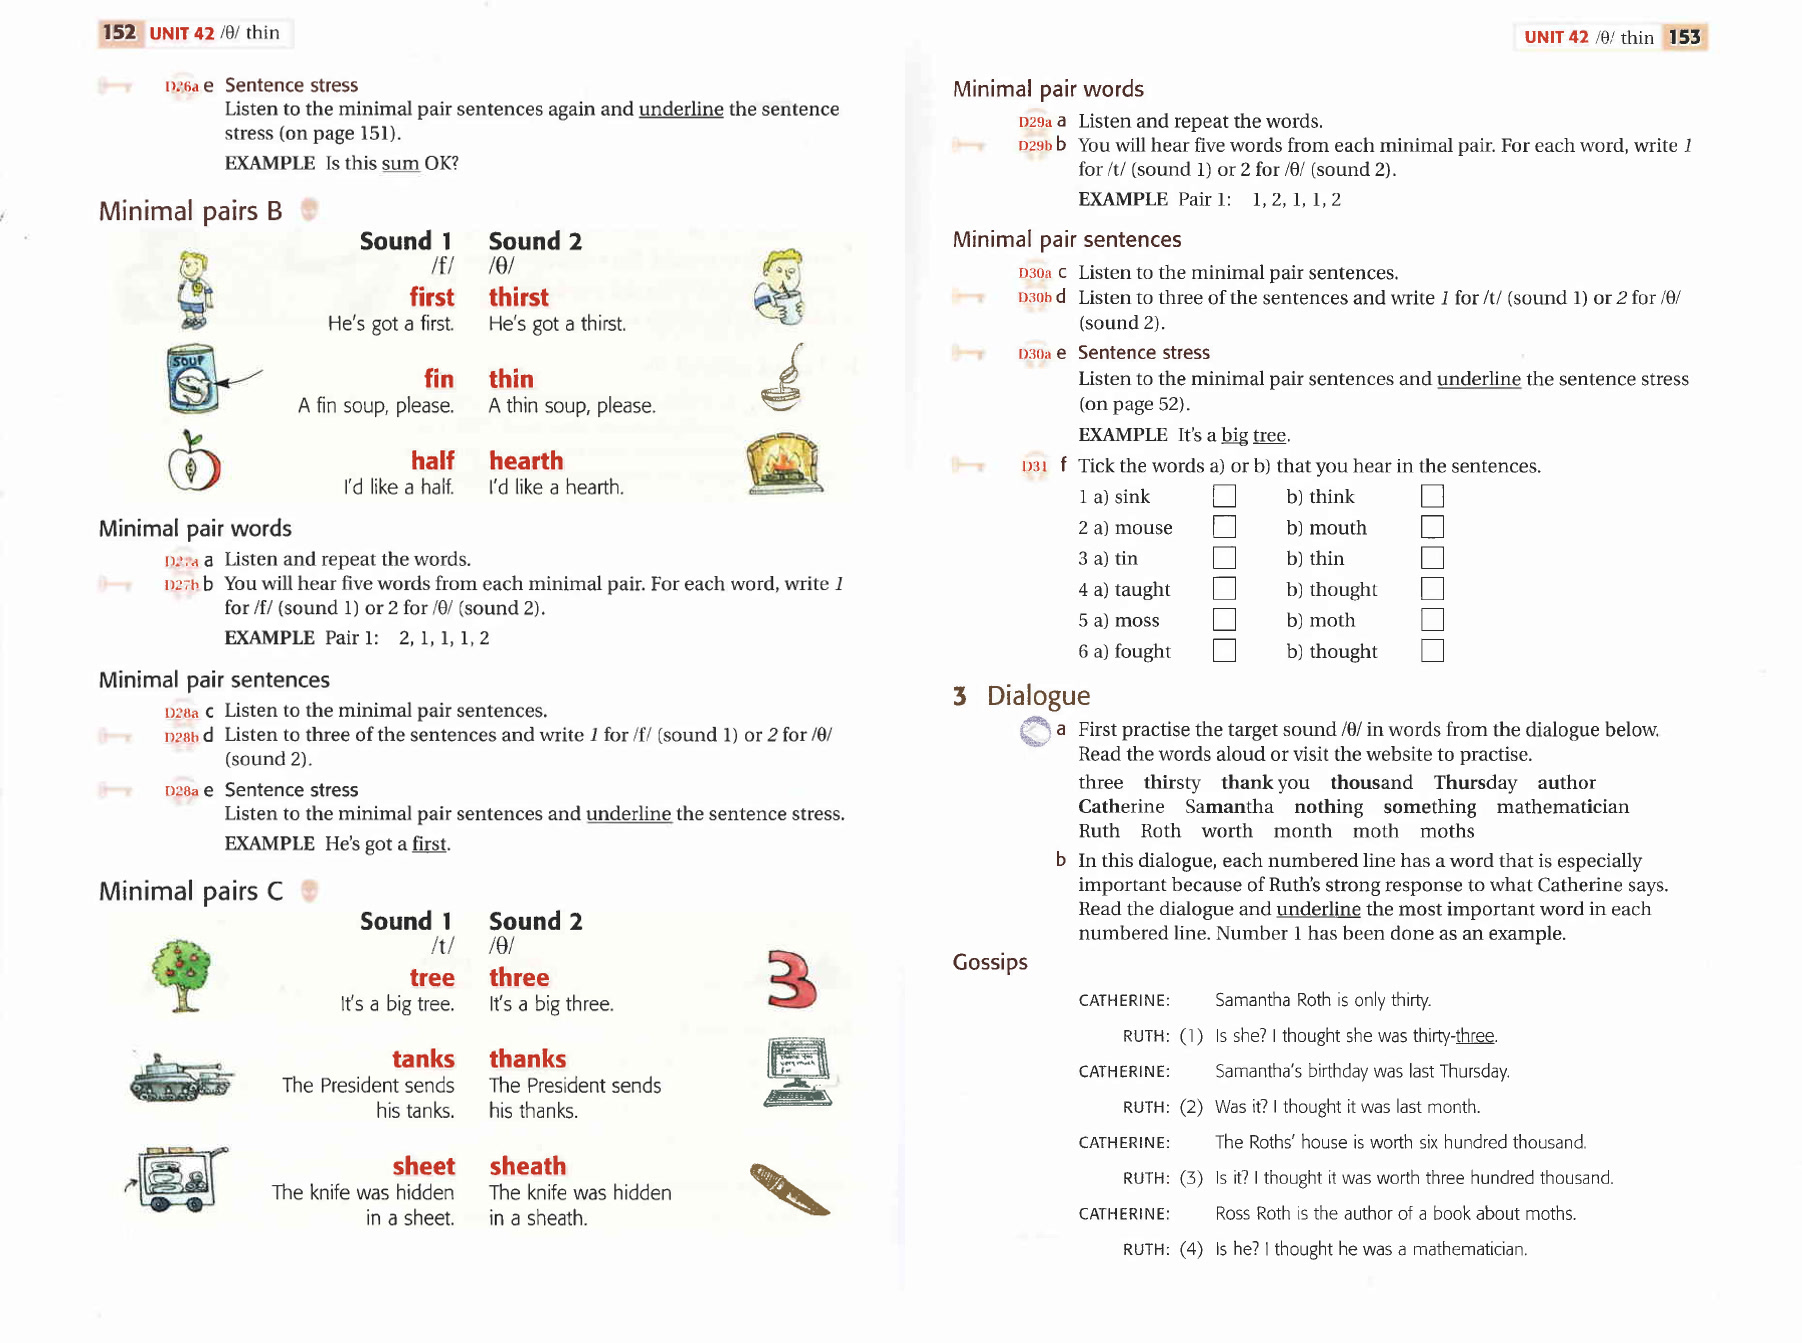 152 UNIT 42 /θ/ thin
D26a e Sentence stress
Listen to the minimal pair sentences again and underline the sentence
stress (on page 151).
EXAMPLE Is this sum OK?
Minimal pairs B
Sound 1 Sound 2
/f/ /θ/
first thirst
He's got a first. He's got a thirst.
SOUP
fin thin
A fin soup, please. A thin soup, please.
half hearth
I'd like a half. I'd like a hearth.
Minimal pair words
D27a a Listen and repeat the words.
D27b b You will hear five words from each minimal pair. For each word, write 1
for /f/ (sound 1) or 2 for /θ/ (sound 2).
EXAMPLE Pair 1: 2, 1, 1, 1, 2
Minimal pair sentences
D28a c Listen to the minimal pair sentences.
D28b d Listen to three of the sentences and write 1 for /f/ (sound 1) or 2 for /θ/
(sound 2).
D28a e Sentence stress
Listen to the minimal pair sentences and underline the sentence stress.
EXAMPLE He's got a first.
Minimal pairs C
Sound 1 Sound 2
/t/ /θ/
tree three
It's a big tree. It's a big three.
3
tanks thanks
The President sends The President sends
his tanks. his thanks.
sheet sheath
The knife was hidden The knife was hidden
in a sheet. in a sheath.
UNIT 42 /θ/ thin 153
Minimal pair words
D29a a Listen and repeat the words.
D29b b You will hear five words from each minimal pair. For each word, write 1
for /t/ (sound 1) or 2 for /θ/ (sound 2).
EXAMPLE Pair 1: 1, 2, 1, 1, 2
Minimal pair sentences
D30a c Listen to the minimal pair sentences.
D30b d Listen to three of the sentences and write 1 for /t/ (sound 1) or 2 for /θ/
(sound 2).
D30a e Sentence stress
Listen to the minimal pair sentences and underline the sentence stress
(on page 52).
EXAMPLE It's a big tree.
D31 f Tick the words a) or b) that you hear in the sentences.
1 a) sink b) think
2 a) mouse b) mouth
3 a) tin b) thin
4 a) taught b) thought
5 a) moss b) moth
6 a) fought b) thought
3 Dialogue
a First practise the target sound /θ/ in words from the dialogue below.
Read the words aloud or visit the website to practise.
three thirsty thank you thousand Thursday author
Catherine Samantha nothing something mathematician
Ruth Roth worth month moth moths
b In this dialogue, each numbered line has a word that is especially
important because of Ruth's strong response to what Catherine says.
Read the dialogue and underline the most important word in each
numbered line. Number 1 has been done as an example.
Gossips
CATHERINE: Samantha Roth is only thirty.
RUTH: (1) Is she? I thought she was thirty-three.
CATHERINE: Samantha's birthday was last Thursday.
RUTH: (2) Was it? I thought it was last month.
CATHERINE: The Roths' house is worth six hundred thousand.
RUTH: (3) Is it? I thought it was worth three hundred thousand.
CATHERINE: Ross Roth is the author of a book about moths.
RUTH: (4) Is he? I thought he was a mathematician.